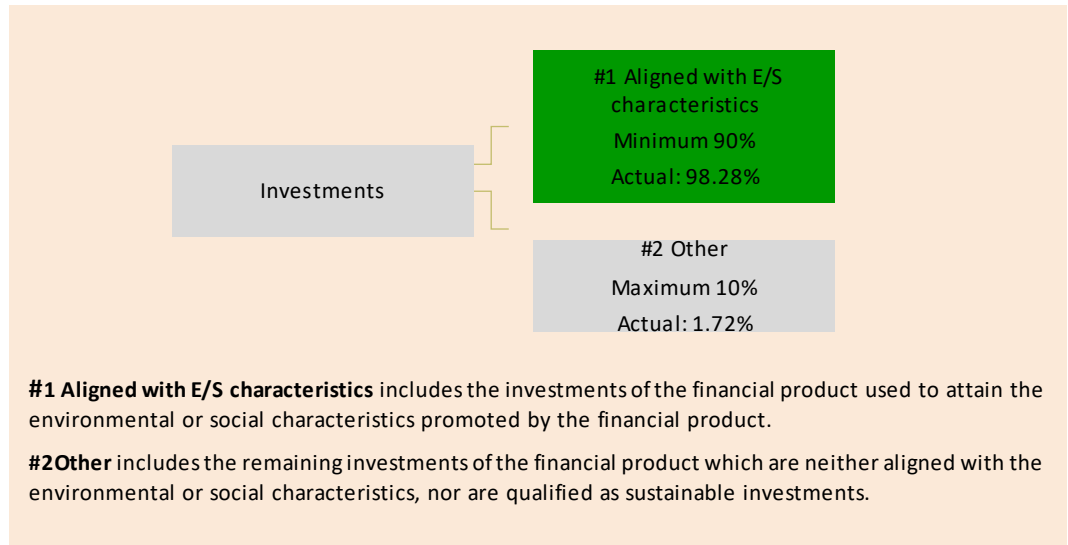 #1 Aligned with E/S
characteristics
Minimum 90%
Actual: 98.28%
Investments
#2 Other
Maximum 10%
Actual: 1.72%
#1 Aligned with E/S characteristics includes the investments of the financial product used to attain the
environmental or social characteristics promoted by the financial product.
#2Other includes the remaining investments of the financial product which are neither aligned with the
environmental or social characteristics, nor are qualified as sustainable investments.